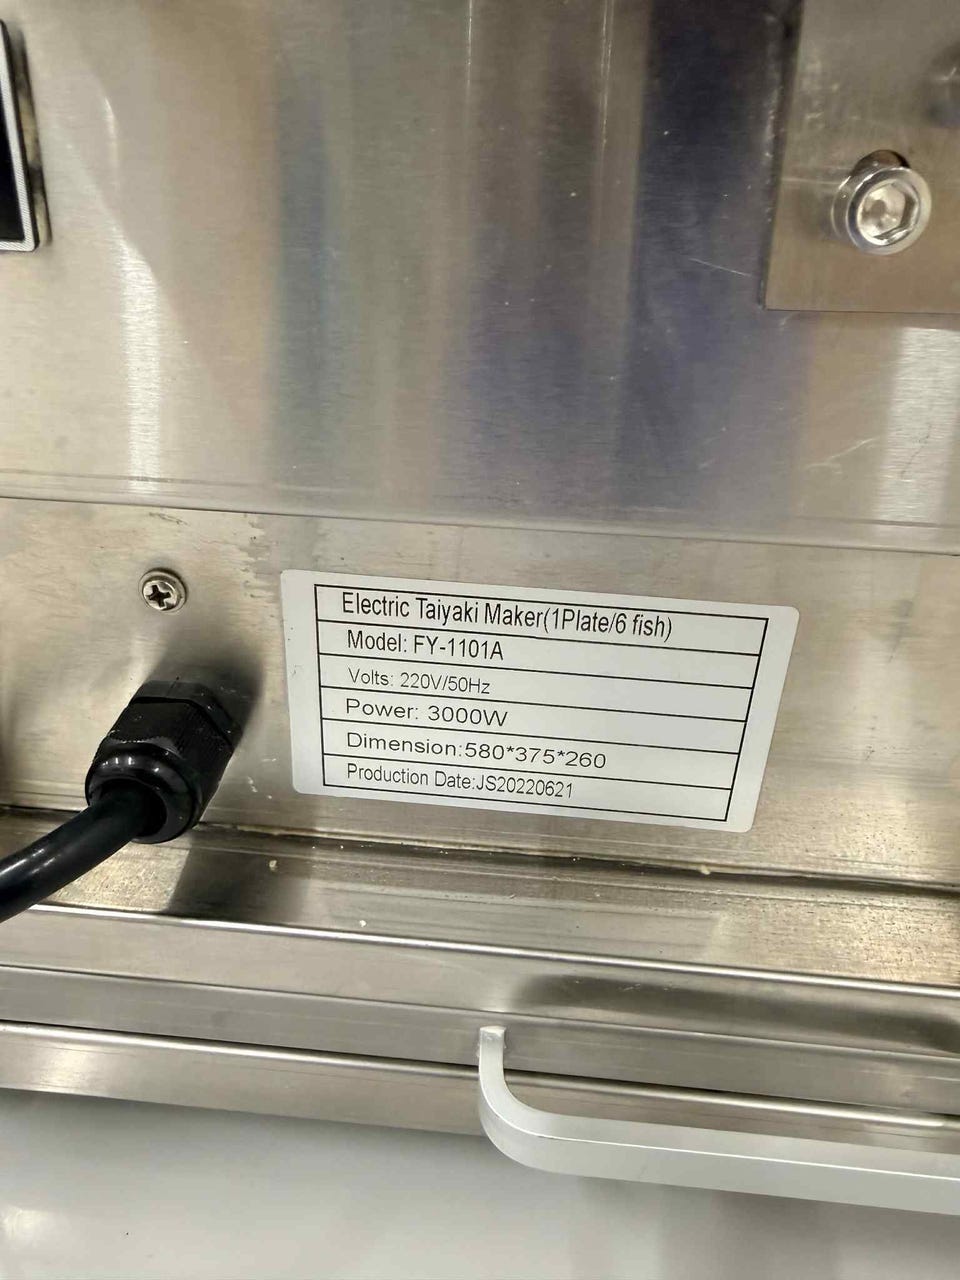 Electric Taiyaki Maker(1Plate/6 fish)
Model: FY-1101A
Volts: 220V/50Hz
Power: 3000W
Dimension:580*375*260
Production Date:JS20220621